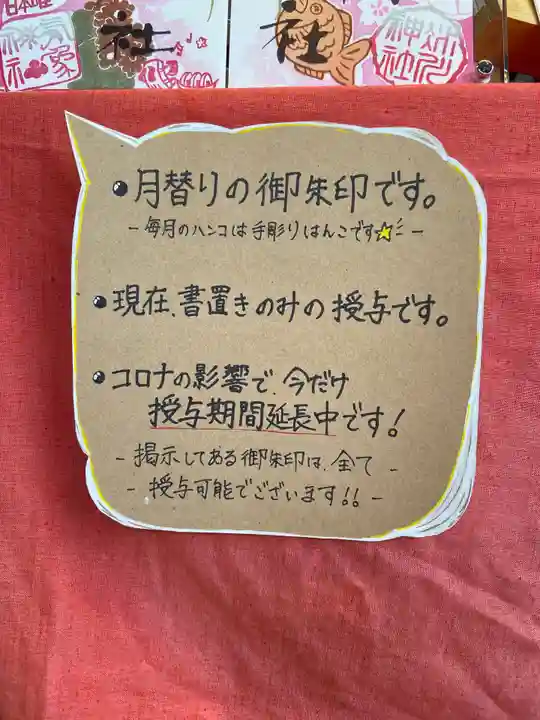 社
社
神社
●月替りの御朱印です。
-毎月のハンコは手彫りはんこです☆-
●現在、書置きのみの授与です。
●コロナの影響で、今だけ
授与期間延長中です!
-掲示してある御朱印は、全て-
-授与可能でございます!!-